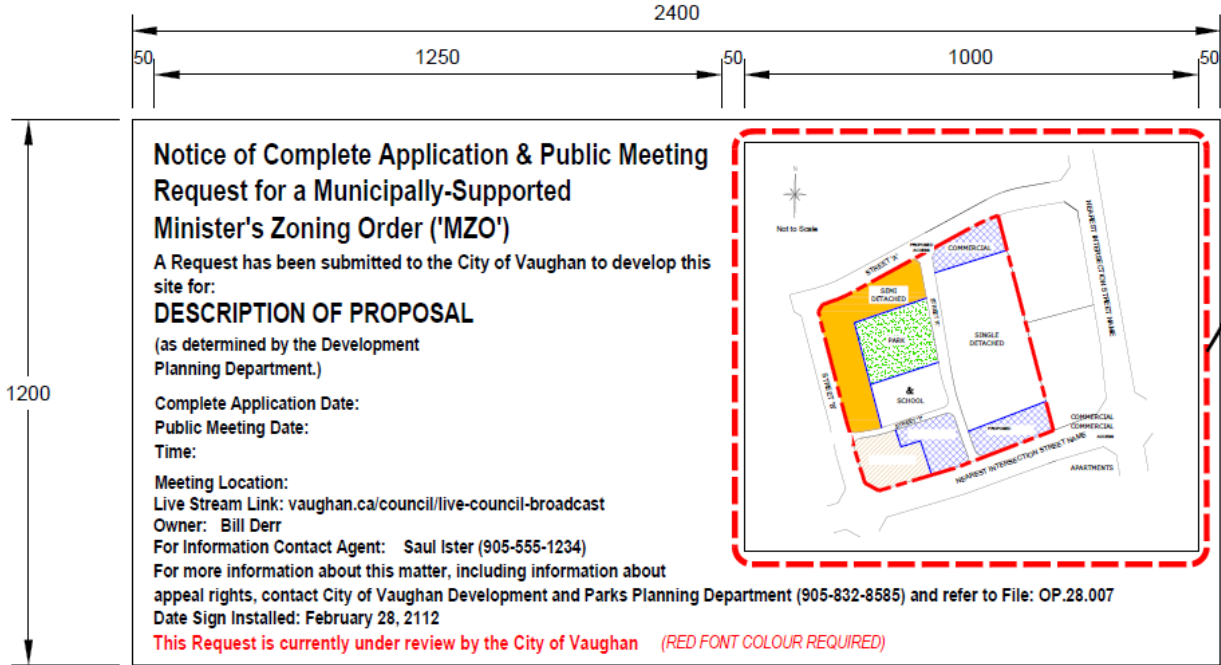 2400
50
1250
50
1000
50
1200
Notice of Complete Application & Public Meeting
Request for a Municipally-Supported
Minister's Zoning Order ('MZO')
A Request has been submitted to the City of Vaughan to develop this
site for:
DESCRIPTION OF PROPOSAL
(as determined by the Development
Planning Department.)
Complete Application Date:
Public Meeting Date:
Time:
Meeting Location:
Live Stream Link: vaughan.ca/council/live-council-broadcast
Owner: Bill Derr
For Information Contact Agent: Saul Ister (905-555-1234)
For more information about this matter, including information about
appeal rights, contact City of Vaughan Development and Parks Planning Department (905-832-8585) and refer to File: OP.28.007
Date Sign Installed: February 28, 2112
This Request is currently under review by the City of Vaughan (RED FONT COLOUR REQUIRED)
N
Not to Scale
PROPOSED
ACCESS
COMMERCIAL
STREET 'A'
SEMI
DETACHED
PARK
SINGLE
DETACHED
&
SCHOOL
NEAREST INTERSECTION STREET NAME
PROPOSED
COMMERCIAL
COMMERCIAL
ACCESS
NEAREST INTERSECTION STREET NAME
APARTMENTS